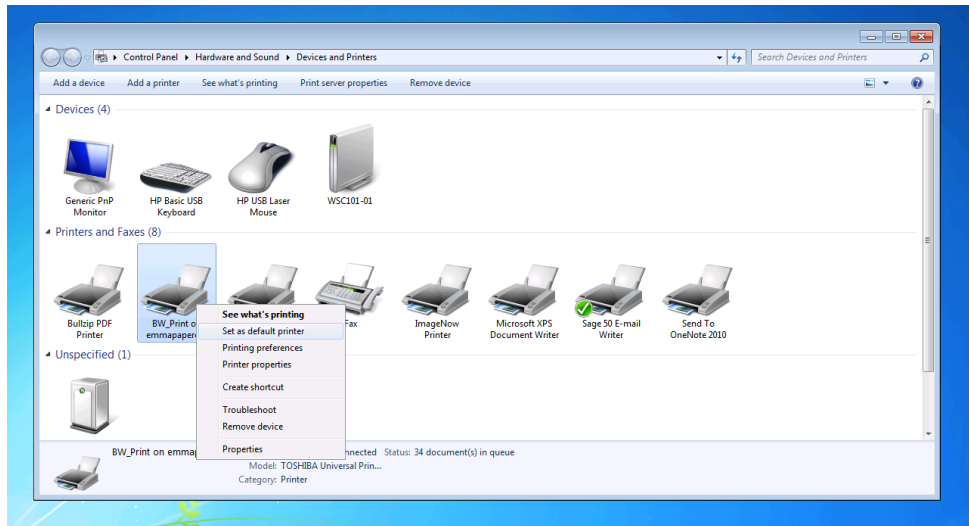 Control Panel ▸ Hardware and Sound ▸ Devices and Printers
Search Devices and Printers
Add a device Add a printer See what's printing Print server properties Remove device
Devices (4)
Generic PnP
Monitor
HP Basic USB
Keyboard
HP USB Laser
Mouse
WSC101-01
Printers and Faxes (8)
Bullzip PDF
Printer
BW_Print o
emmapaper
Fax
ImageNow
Printer
Microsoft XPS
Document Writer
Sage 50 E-mail
Writer
Send To
OneNote 2010
See what's printing
Set as default printer
Printing preferences
Printer properties
Create shortcut
Troubleshoot
Remove device
Properties
Unspecified (1)
BW_Print on emmap
nnected Status: 34 document(s) in queue
Model: TOSHIBA Universal Prin...
Category: Printer